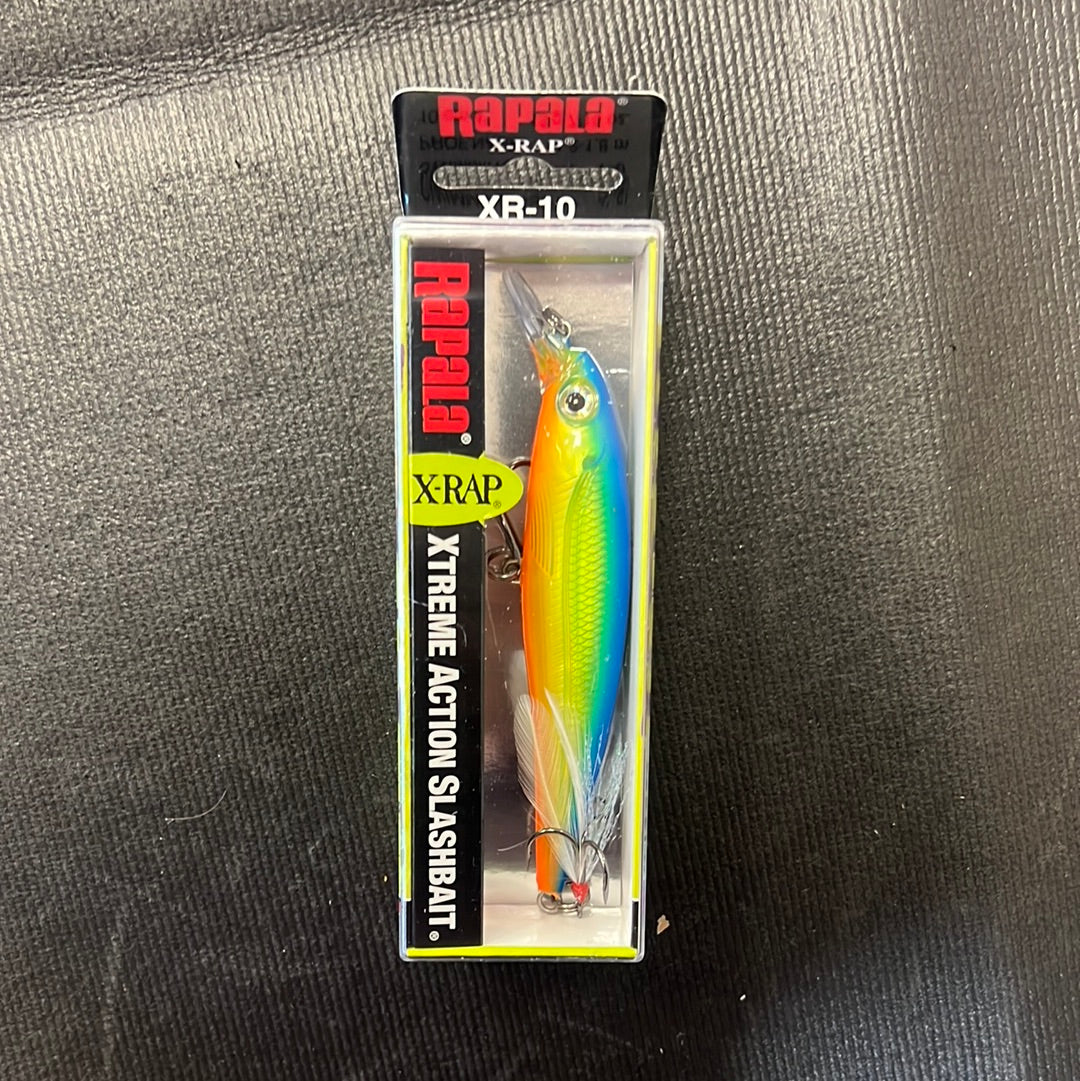 Rapala®
X-RAP®
XR-10
Rapala®
X-RAP®
XTREME ACTION SLASHBAIT®